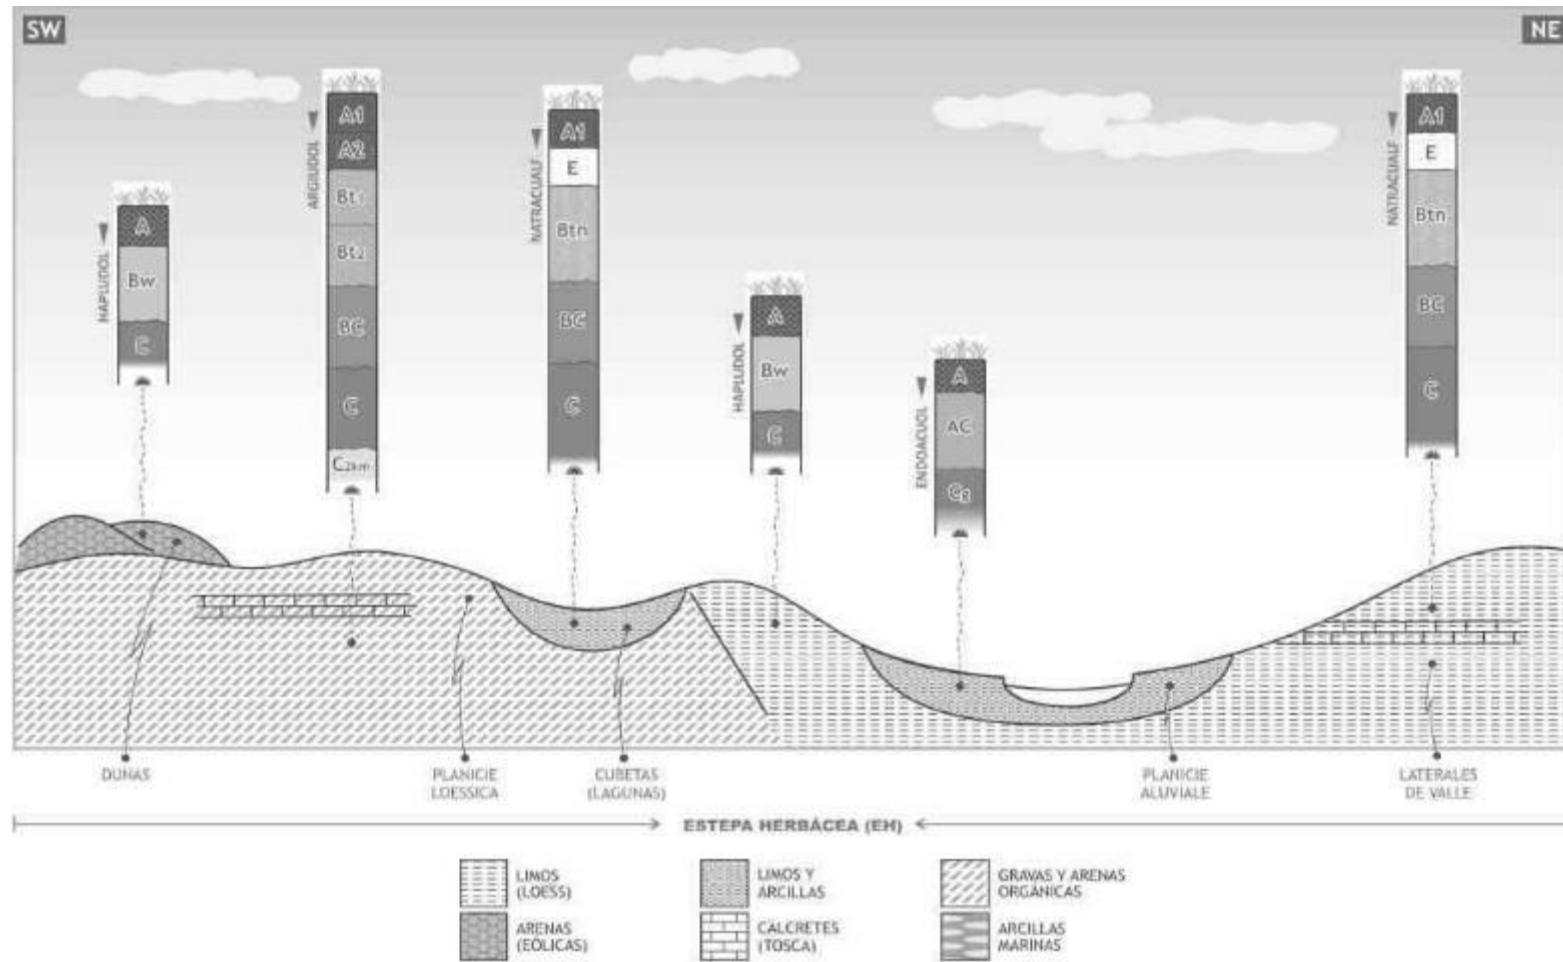 SW
NE
HAPLUDOL
A
Bw
C
ARGIUDOL
A1
A2
Bt1
Bt2
BC
C
C2km
NATRACUALF
A1
E
Btn
BC
C
HAPLUDOL
A
Bw
C
ENDOACUOL
A
AC
Cg
NATRACUALF
A1
E
Btn
BC
C
DUNAS
PLANICIE
LOESSICA
CUBETAS
(LAGUNAS)
PLANICIE
ALUVIALE
LATERALES
DE VALLE
ESTEPA HERBÁCEA (EH)
LIMOS
(LOESS)
LIMOS Y
ARCILLAS
GRAVAS Y ARENAS
ORGÁNICAS
ARENAS
(EÓLICAS)
CALCRETES
(TOSCA)
ARCILLAS
MARINAS